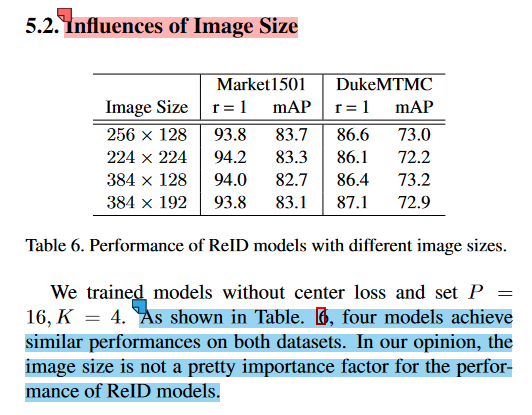 5.2. Influences of Image Size
Market1501 DukeMTMC
Image Size r = 1 mAP r = 1 mAP
256 × 128 93.8 83.7 86.6 73.0
224 × 224 94.2 83.3 86.1 72.2
384 × 128 94.0 82.7 86.4 73.2
384 × 192 93.8 83.1 87.1 72.9
Table 6. Performance of ReID models with different image sizes.
We trained models without center loss and set P =
16, K = 4. As shown in Table. 6, four models achieve
similar performances on both datasets. In our opinion, the
image size is not a pretty importance factor for the perfor-
mance of ReID models.